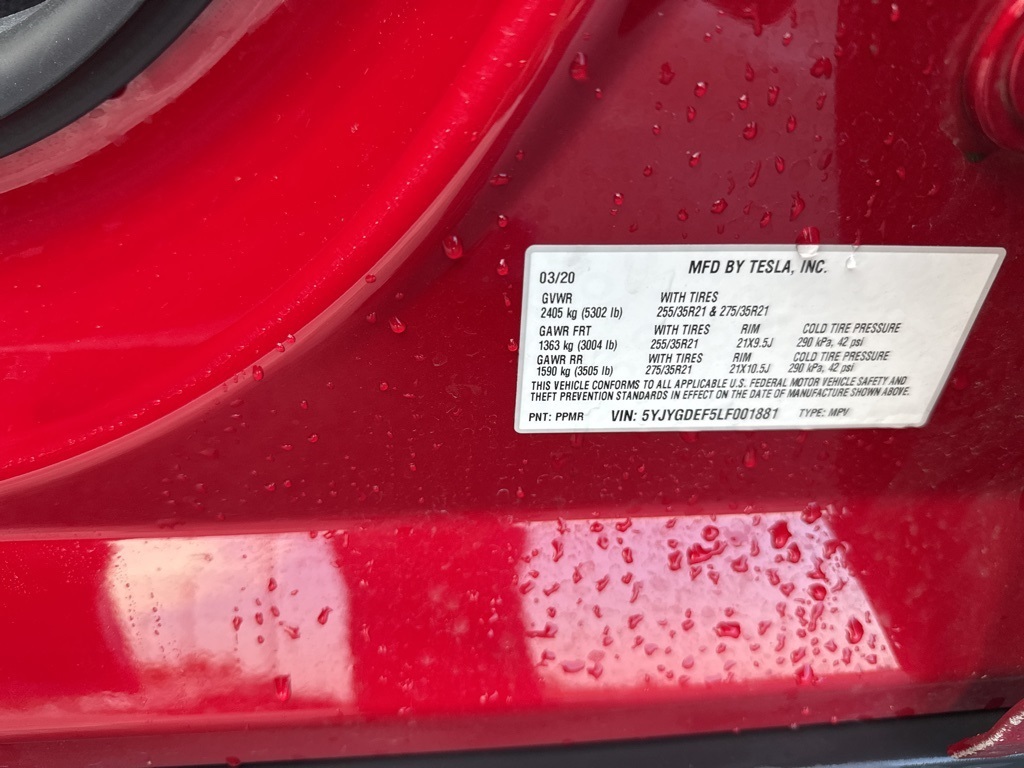 MFD BY TESLA, INC.
03/20
GVWR WITH TIRES
2405 kg (5302 lb) 255/35R21 & 275/35R21
GAWR FRT WITH TIRES RIM COLD TIRE PRESSURE
1363 kg (3004 lb) 255/35R21 21X9.5J 290 kPa, 42 psi
GAWR RR WITH TIRES RIM COLD TIRE PRESSURE
1590 kg (3505 lb) 275/35R21 21X10.5J 290 kPa, 42 psi
THIS VEHICLE CONFORMS TO ALL APPLICABLE U.S. FEDERAL MOTOR VEHICLE SAFETY AND
THEFT PREVENTION STANDARDS IN EFFECT ON THE DATE OF MANUFACTURE SHOWN ABOVE.
PNT: PPMR VIN: 5YJYGDEF5LF001881 TYPE: MPV